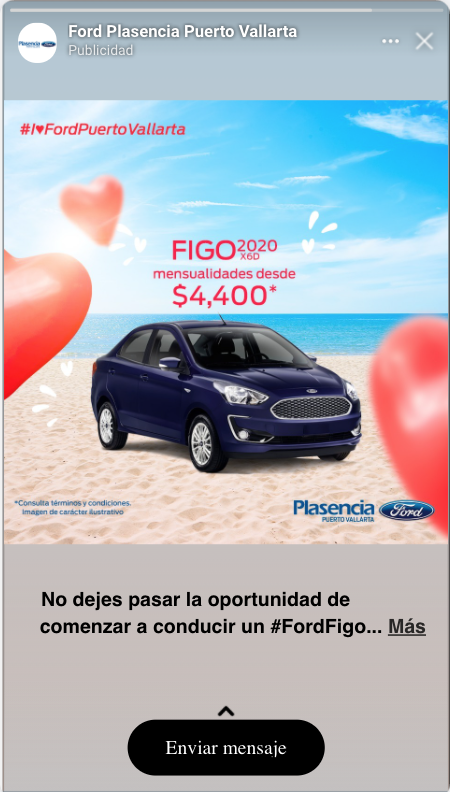 Ford Plasencia Puerto Vallarta
Publicidad
Plasencia Ford
#I♥FordPuertoVallarta
FIGO2020
X6D
mensualidades desde
$4,400*
*Consulta términos y condiciones.
Imagen de carácter ilustrativo
Plasencia Ford
PUERTO VALLARTA
No dejes pasar la oportunidad de
comenzar a conducir un #FordFigo... Más
Enviar mensaje